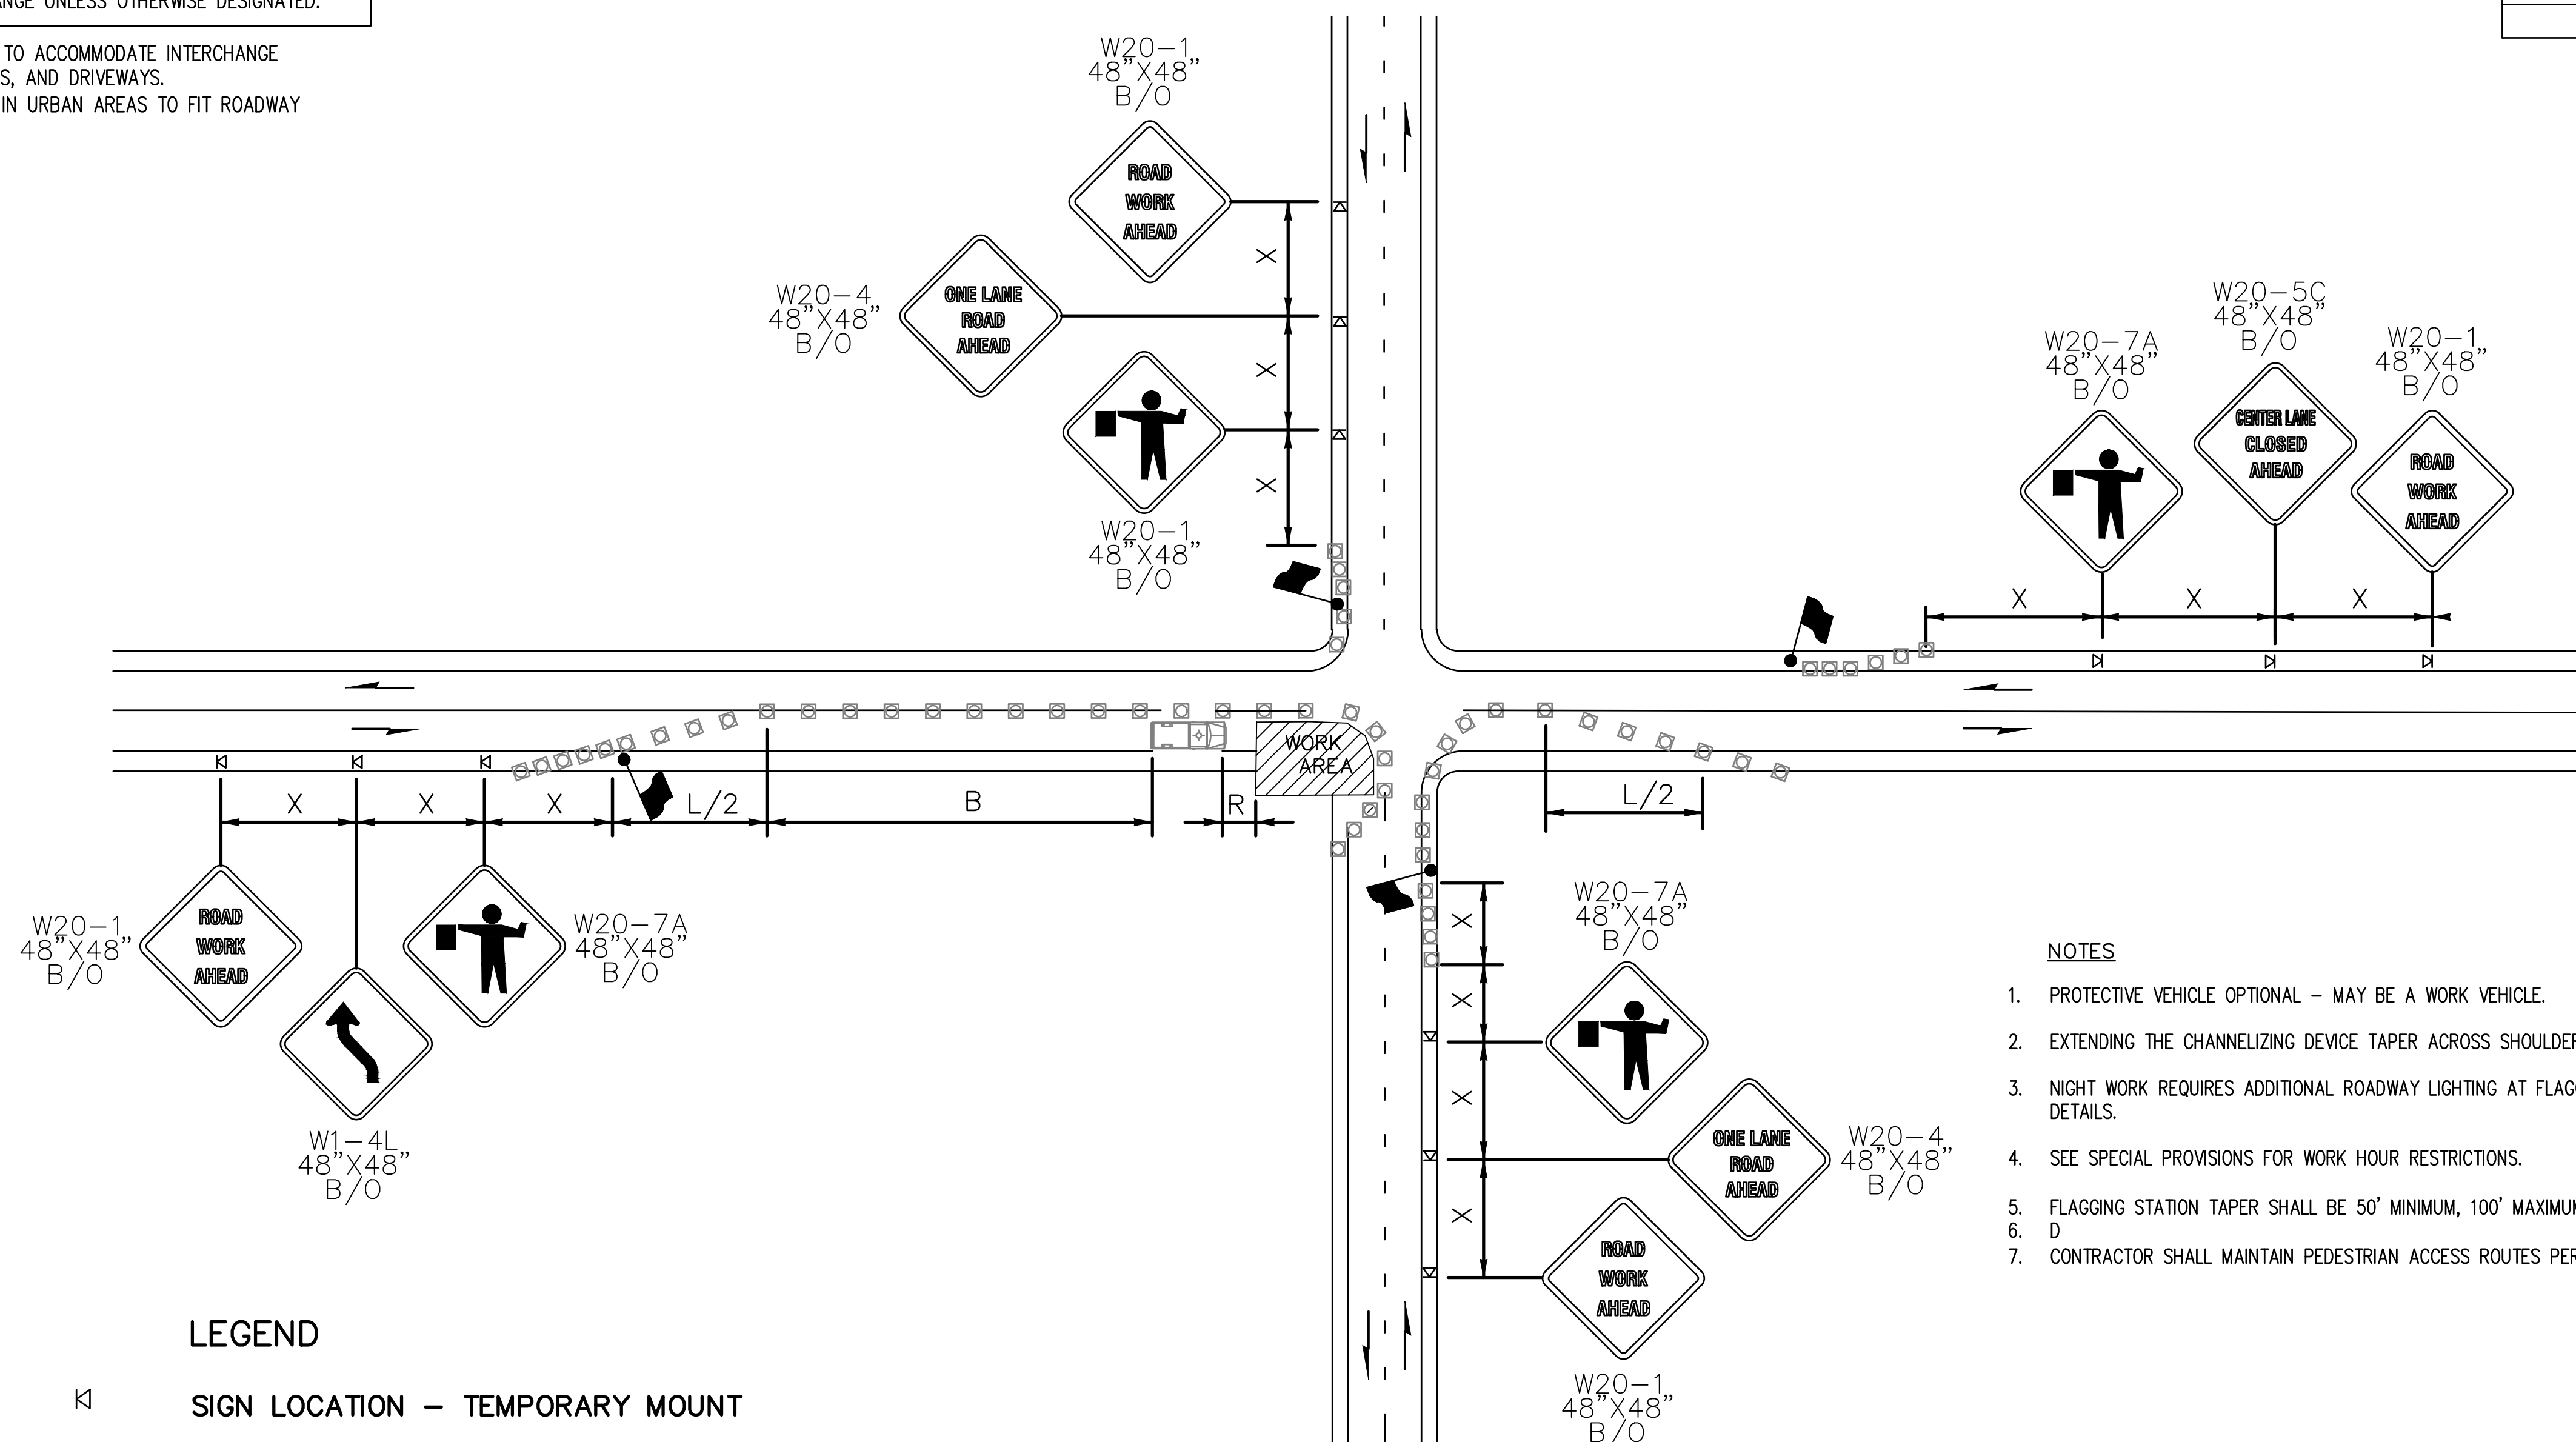 ANGE UNLESS OTHERWISE DESIGNATED.
TO ACCOMMODATE INTERCHANGE
S, AND DRIVEWAYS.
IN URBAN AREAS TO FIT ROADWAY
W20-1
48"X48"
B/O
ROAD
WORK
AHEAD
X
W20-4
48"X48"
B/O
ONE LANE
ROAD
AHEAD
X
X
W20-1
48"X48"
B/O
W20-7A
48"X48"
B/O
W20-5C
48"X48"
B/O
W20-1
48"X48"
B/O
CENTER LANE
CLOSED
AHEAD
ROAD
WORK
AHEAD
X
X
X
WORK
AREA
X
X
X
L/2
B
R
L/2
W20-1
48"X48"
B/O
ROAD
WORK
AHEAD
W20-7A
48"X48"
B/O
W1-4L
48"X48"
B/O
X
X
X
X
W20-7A
48"X48"
B/O
ONE LANE
ROAD
AHEAD
W20-4
48"X48"
B/O
ROAD
WORK
AHEAD
W20-1
48"X48"
B/O
NOTES
1. PROTECTIVE VEHICLE OPTIONAL – MAY BE A WORK VEHICLE.
2. EXTENDING THE CHANNELIZING DEVICE TAPER ACROSS SHOULDER
3. NIGHT WORK REQUIRES ADDITIONAL ROADWAY LIGHTING AT FLAG
DETAILS.
4. SEE SPECIAL PROVISIONS FOR WORK HOUR RESTRICTIONS.
5. FLAGGING STATION TAPER SHALL BE 50' MINIMUM, 100' MAXIMUM
6. D
7. CONTRACTOR SHALL MAINTAIN PEDESTRIAN ACCESS ROUTES PER
LEGEND
SIGN LOCATION – TEMPORARY MOUNT